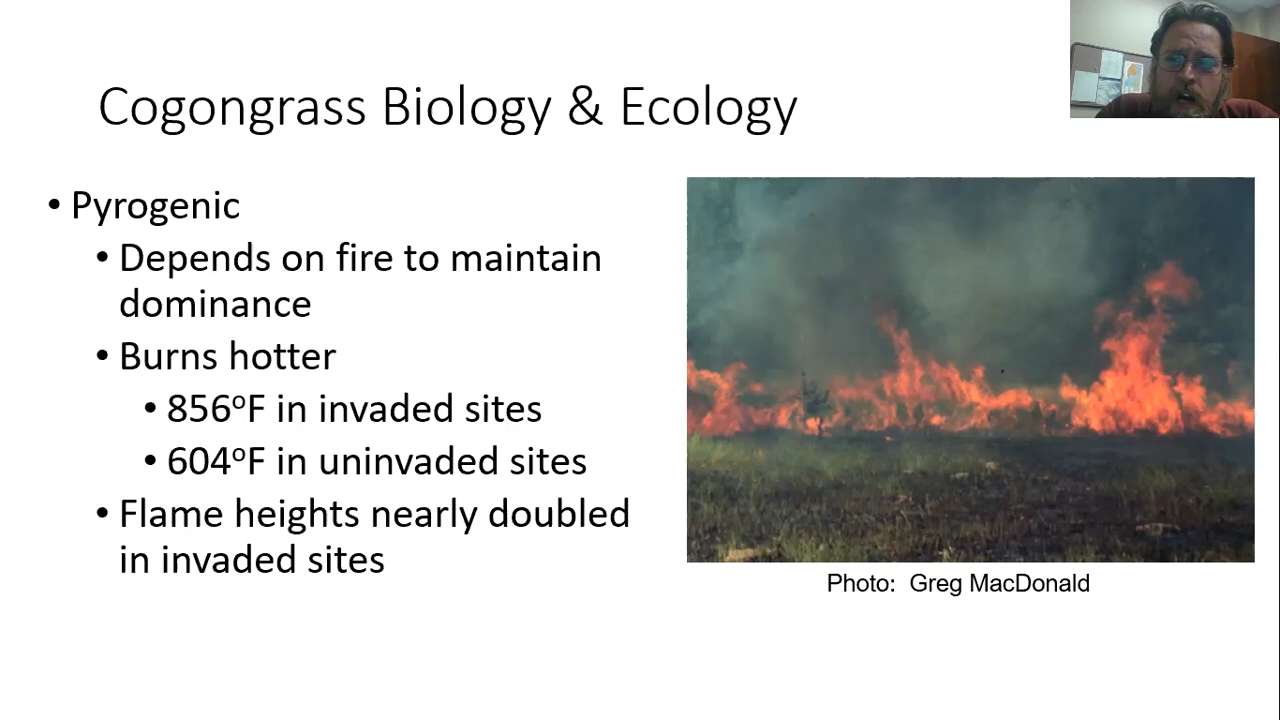 Cogongrass Biology & Ecology
• Pyrogenic
• Depends on fire to maintain
dominance
• Burns hotter
• 856ºF in invaded sites
• 604ºF in uninvaded sites
• Flame heights nearly doubled
in invaded sites
Photo: Greg MacDonald